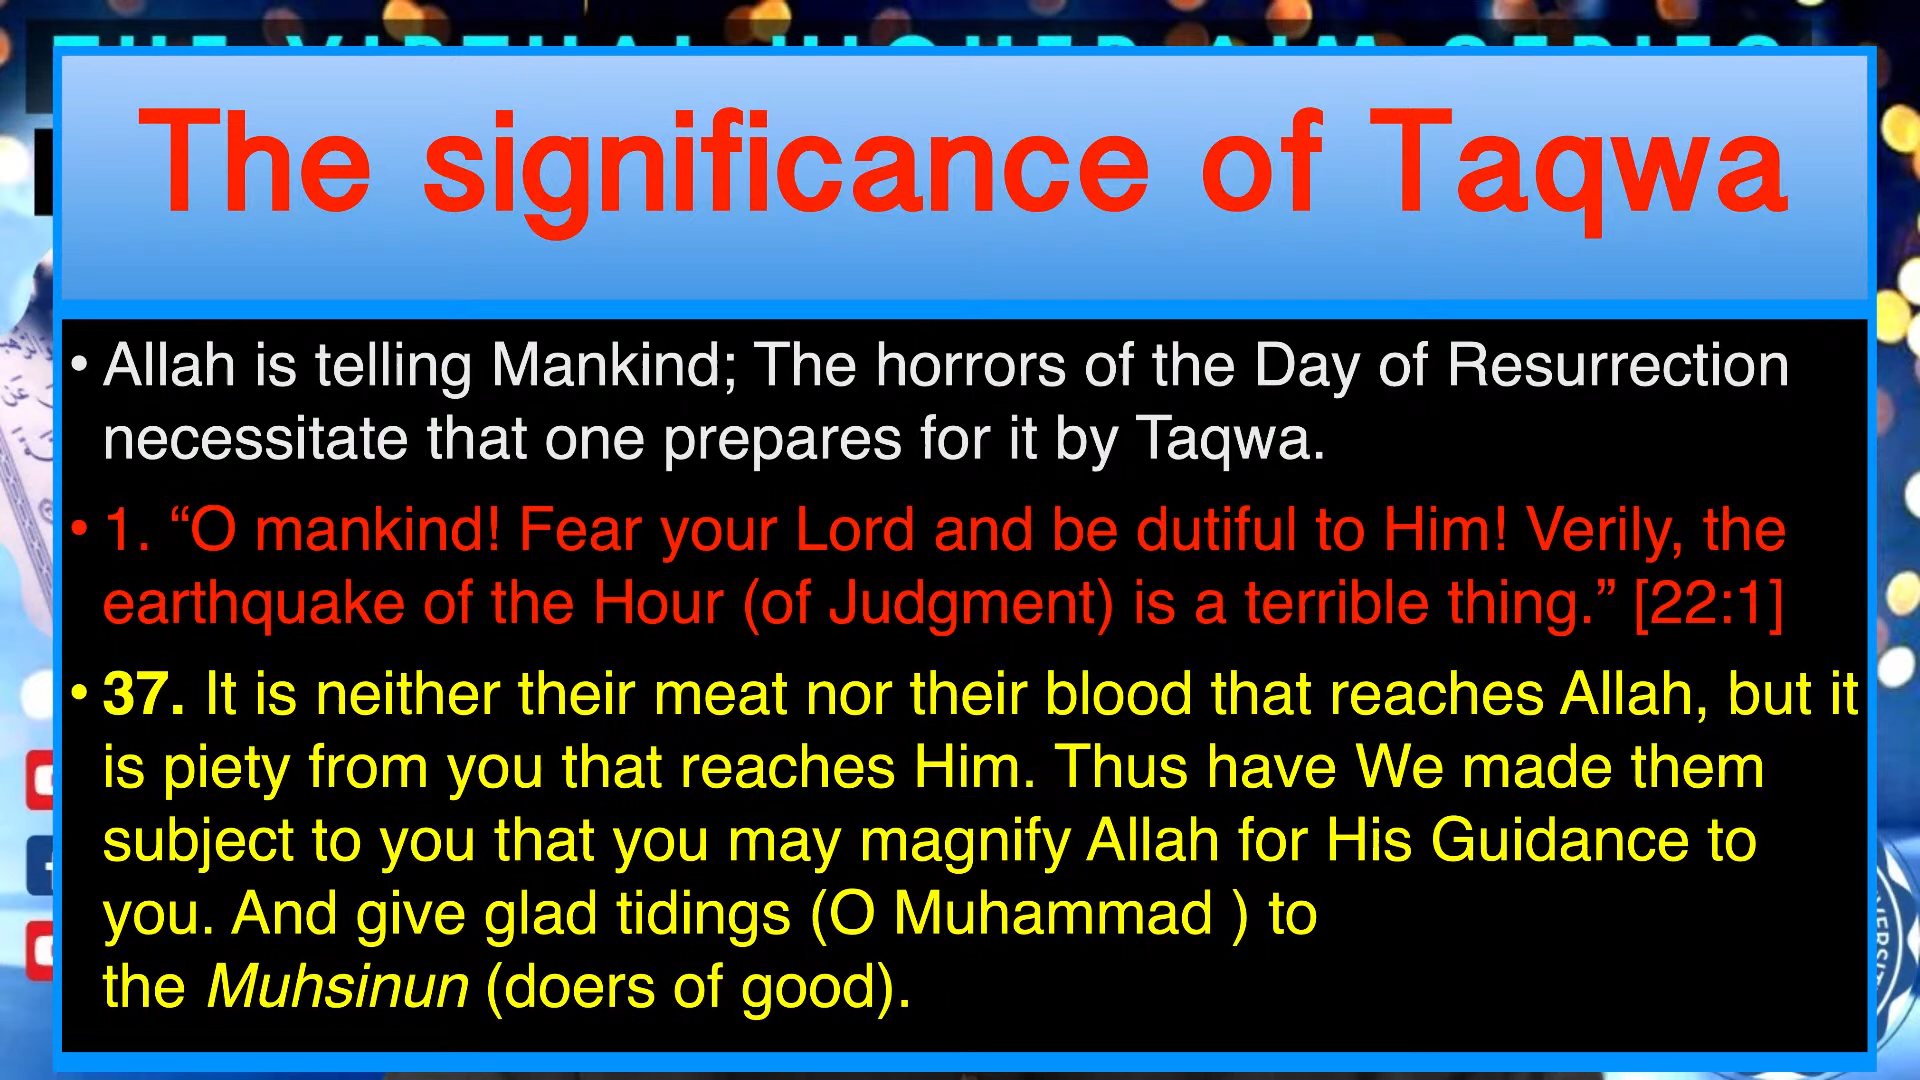 THE VIRTUAL HIGHER AIM SERIES
The significance of Taqwa
• Allah is telling Mankind; The horrors of the Day of Resurrection
necessitate that one prepares for it by Taqwa.
• 1. “O mankind! Fear your Lord and be dutiful to Him! Verily, the
earthquake of the Hour (of Judgment) is a terrible thing.” [22:1]
• 37. It is neither their meat nor their blood that reaches Allah, but it
is piety from you that reaches Him. Thus have We made them
subject to you that you may magnify Allah for His Guidance to
you. And give glad tidings (O Muhammad ) to
the Muhsinun (doers of good).